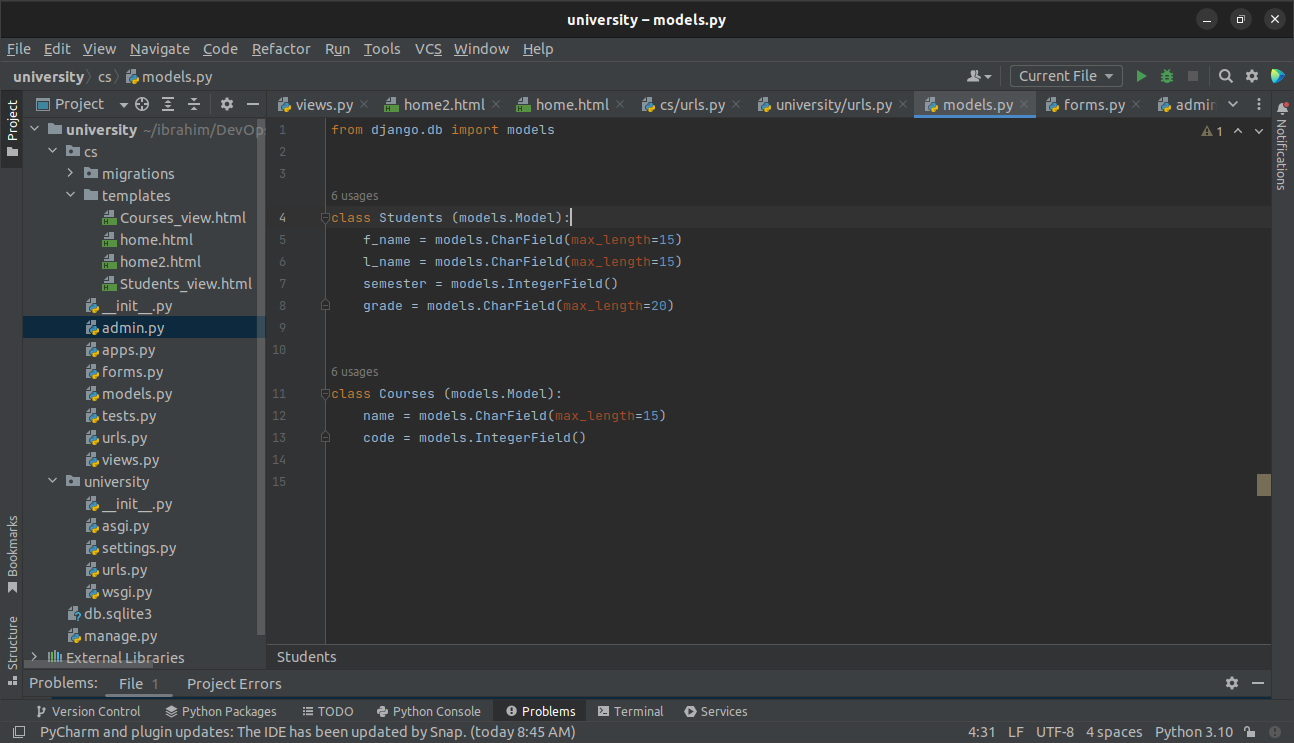 university – models.py
File Edit View Navigate Code Refactor Run Tools VCS Window Help
university cs models.py Current File
Project views.py home2.html home.html cs/urls.py university/urls.py models.py forms.py admin
Project
Notifications
university ~/ibrahim/DevOps
cs
migrations
templates
Courses_view.html
home.html
home2.html
Students_view.html
__init__.py
admin.py
apps.py
forms.py
models.py
tests.py
urls.py
views.py
university
__init__.py
asgi.py
settings.py
urls.py
wsgi.py
db.sqlite3
manage.py
External Libraries
Bookmarks
Structure
1 from django.db import models
1
2
3
6 usages
4 class Students (models.Model):
5 f_name = models.CharField(max_length=15)
6 l_name = models.CharField(max_length=15)
7 semester = models.IntegerField()
8 grade = models.CharField(max_length=20)
9
10
6 usages
11 class Courses (models.Model):
12 name = models.CharField(max_length=15)
13 code = models.IntegerField()
14
15
Students
Problems: File 1 Project Errors
Version Control Python Packages TODO Python Console Problems Terminal Services
PyCharm and plugin updates: The IDE has been updated by Snap. (today 8:45 AM) 4:31 LF UTF-8 4 spaces Python 3.10